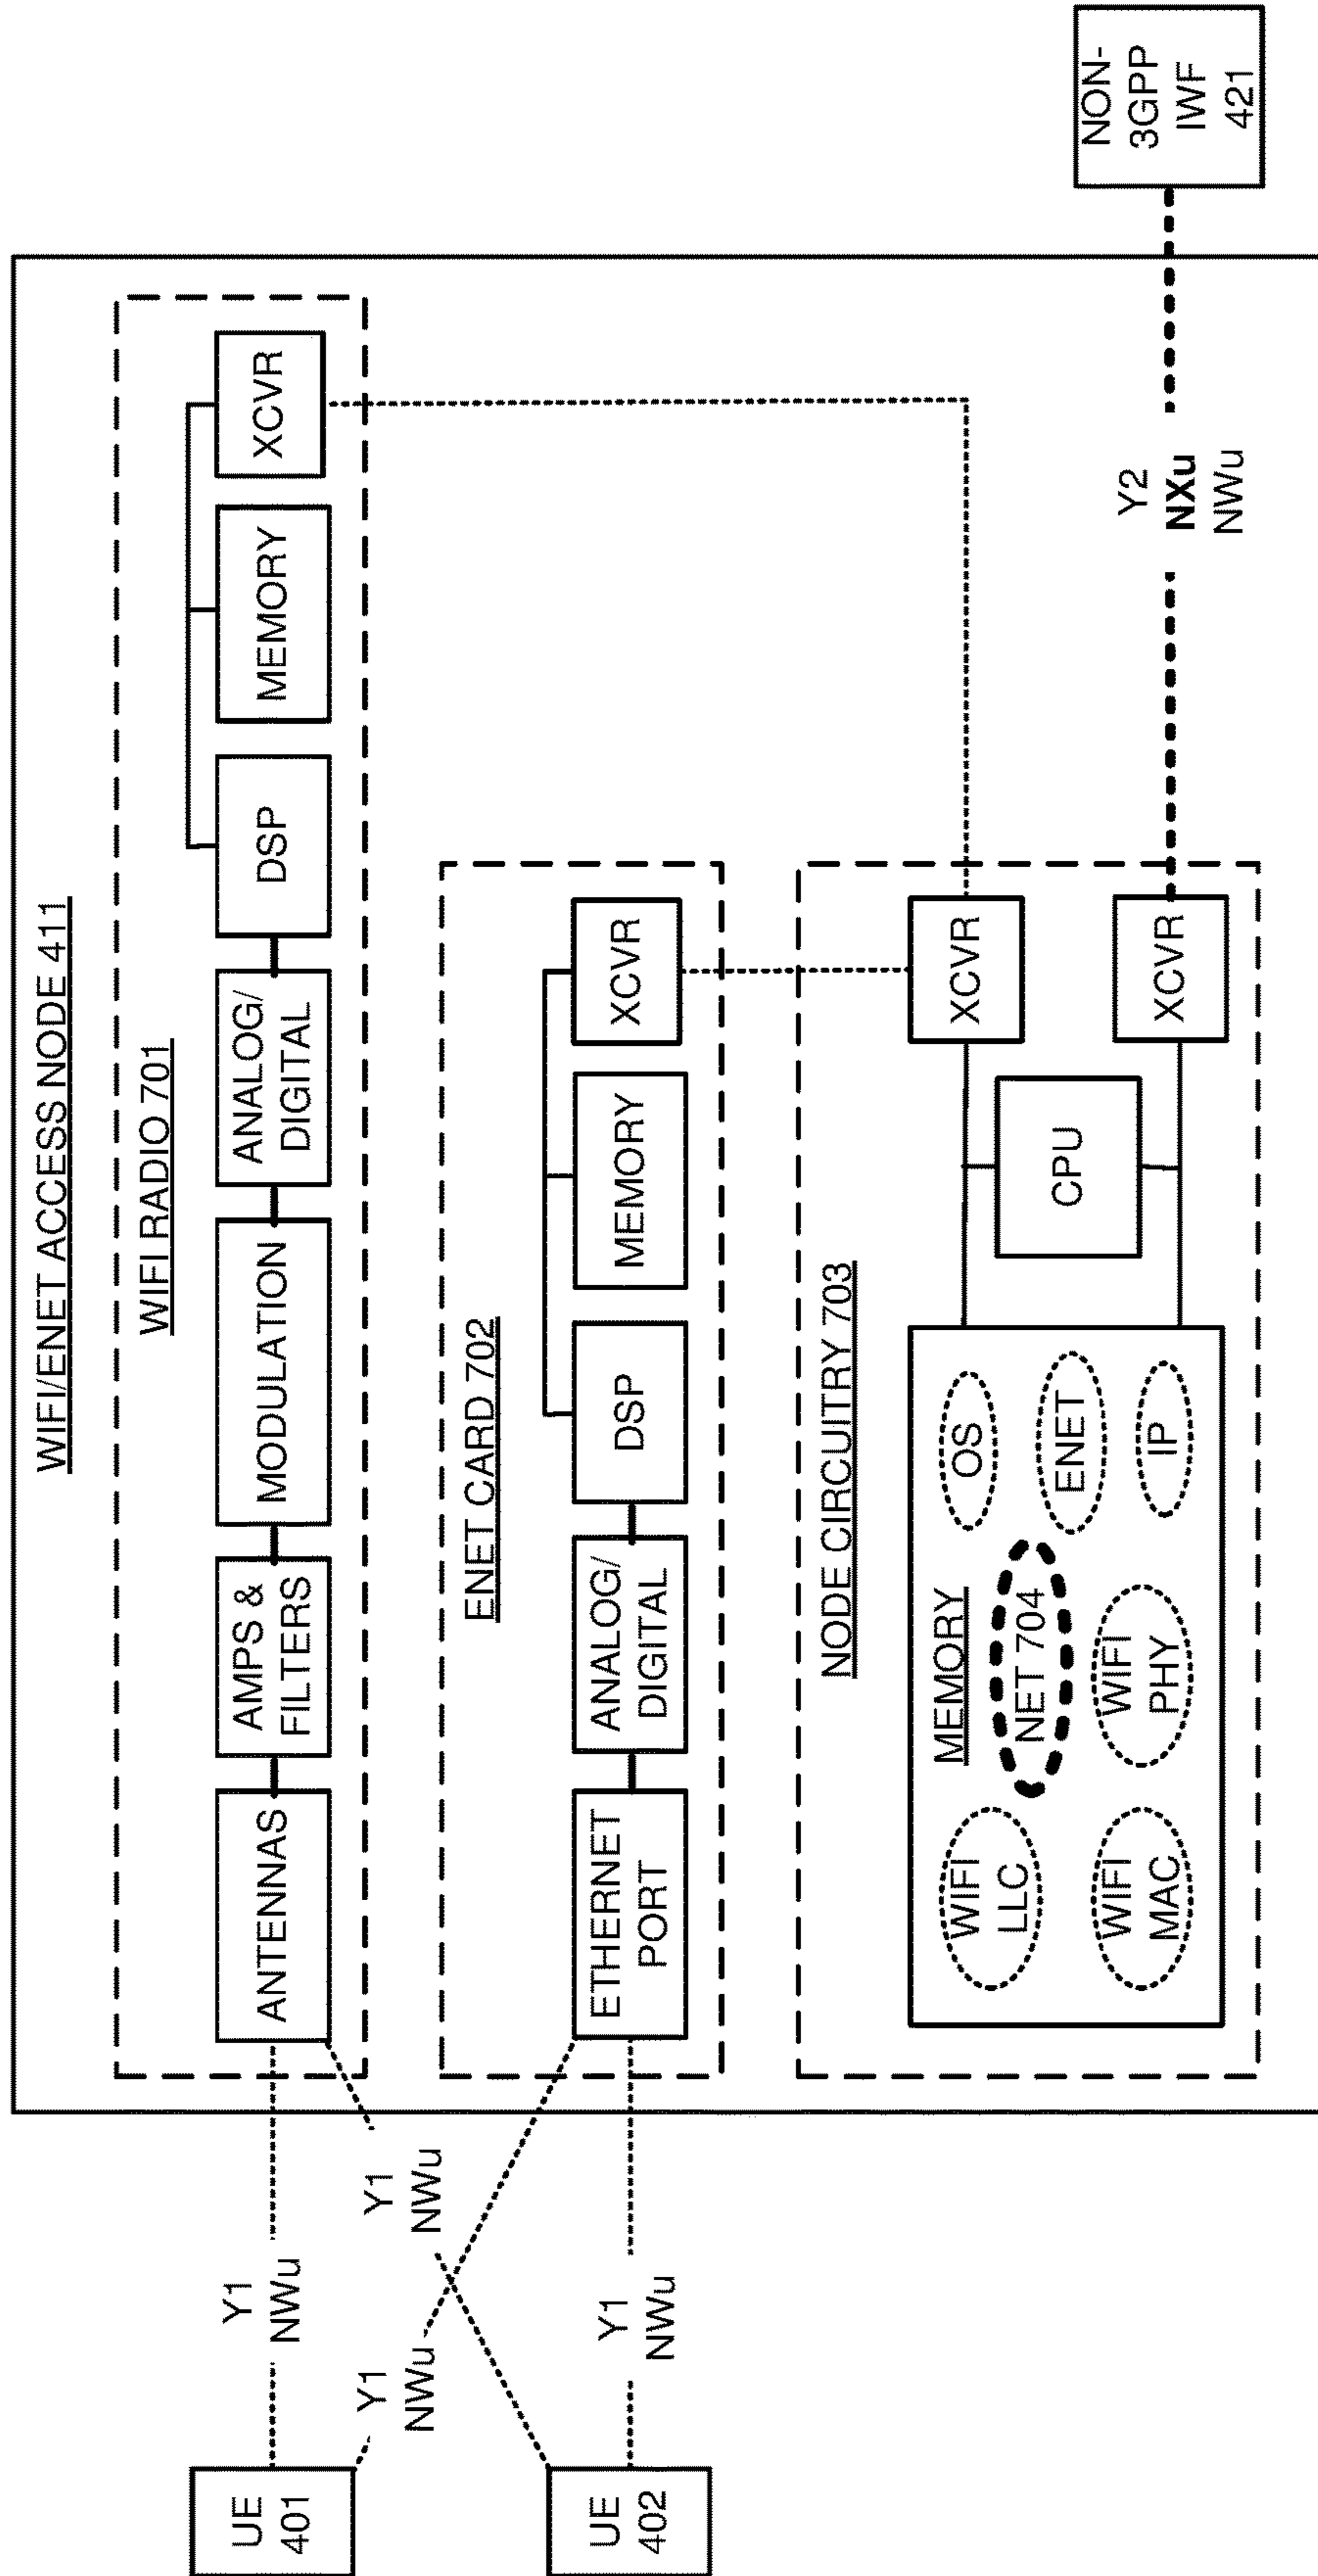 WIFI/ENET ACCESS NODE 411
WIFI RADIO 701
ANTENNAS
AMPS &
FILTERS
MODULATION
ANALOG/
DIGITAL
DSP
MEMORY
XCVR
UE
401
Y1
NWu
Y1
NWu
Y1
NWu
Y1
NWu
UE
402
ENET CARD 702
ETHERNET
PORT
ANALOG/
DIGITAL
DSP
MEMORY
XCVR
NODE CIRCUITRY 703
MEMORY
WIFI
LLC
NET 704
OS
ENET
WIFI
MAC
WIFI
PHY
IP
CPU
XCVR
XCVR
Y2
NXu
NWu
NON-
3GPP
IWF
421